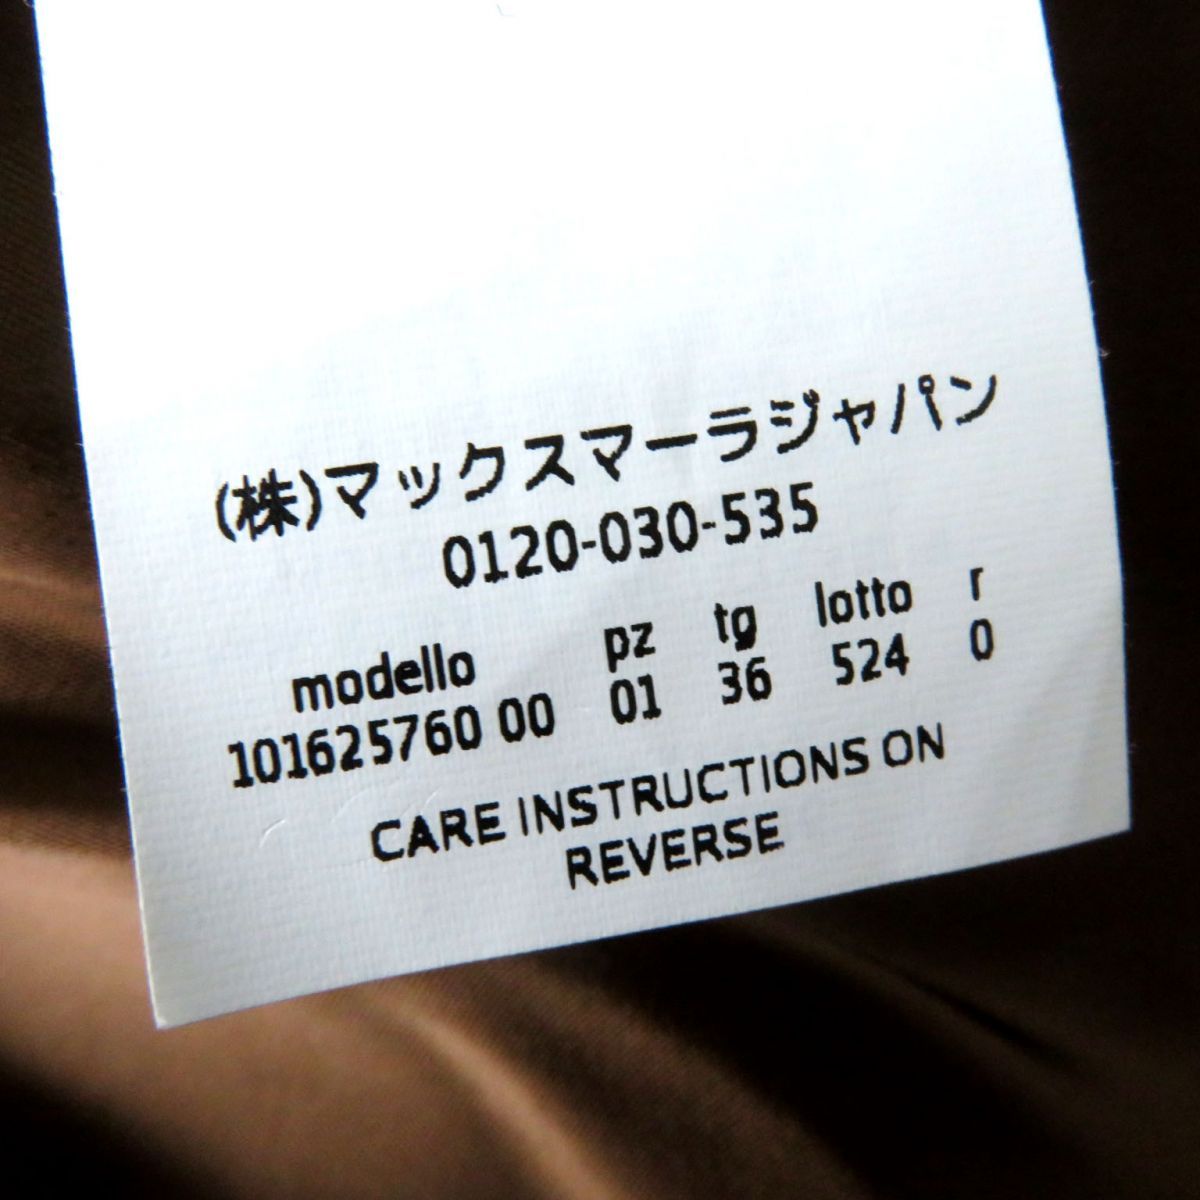 (株)マックスマーラジャパン
0120-030-535
modello pz tg lotto r
101625760 00 01 36 524 0
CARE INSTRUCTIONS ON
REVERSE